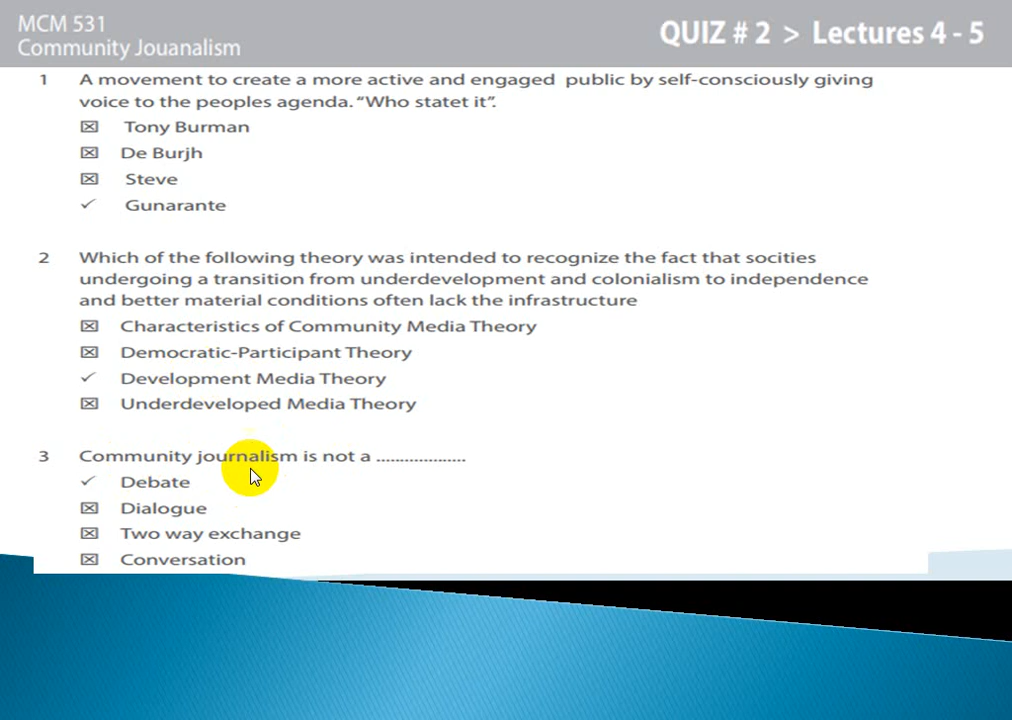 MCM 531
Community Jouanalism
QUIZ # 2 > Lectures 4 - 5
1 A movement to create a more active and engaged public by self-consciously giving
voice to the peoples agenda. “Who statet it”.
☒ Tony Burman
☒ De Burjh
☒ Steve
✓ Gunarante
2 Which of the following theory was intended to recognize the fact that socities
undergoing a transition from underdevelopment and colonialism to independence
and better material conditions often lack the infrastructure
☒ Characteristics of Community Media Theory
☒ Democratic-Participant Theory
✓ Development Media Theory
☒ Underdeveloped Media Theory
3 Community journalism is not a ...................
✓ Debate
☒ Dialogue
☒ Two way exchange
☒ Conversation